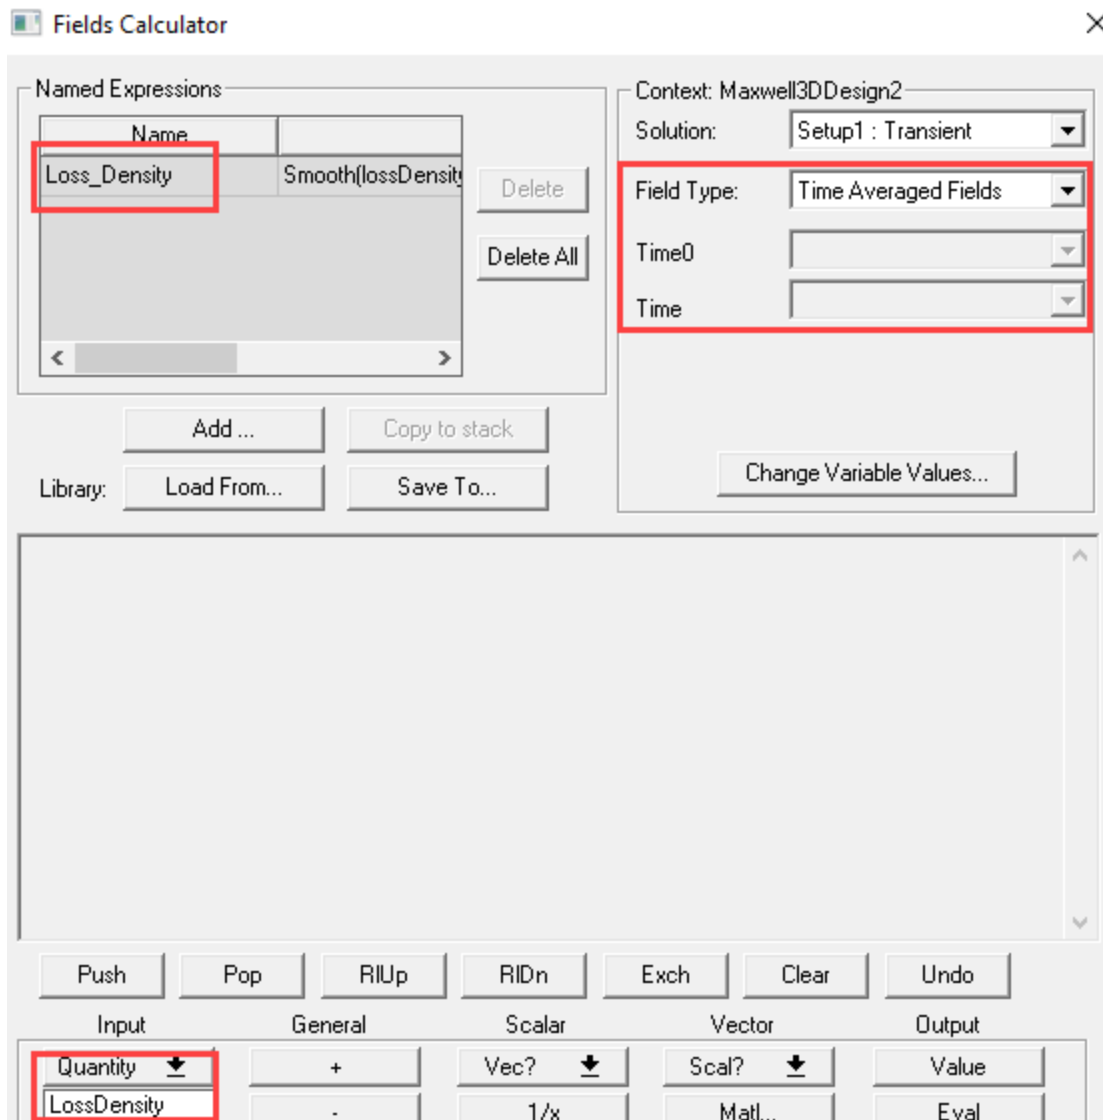 Fields Calculator
Named Expressions
Name
Loss_Density Smooth(lossDensity
Delete
Delete All
Context: Maxwell3DDesign2
Solution: Setup1 : Transient
Field Type: Time Averaged Fields
Time0
Time
Change Variable Values...
Add ... Copy to stack
Library: Load From... Save To...
Push Pop RlUp RlDn Exch Clear Undo
Input General Scalar Vector Output
Quantity + Vec? Scal? Value
LossDensity - 1/x Matl... Eval